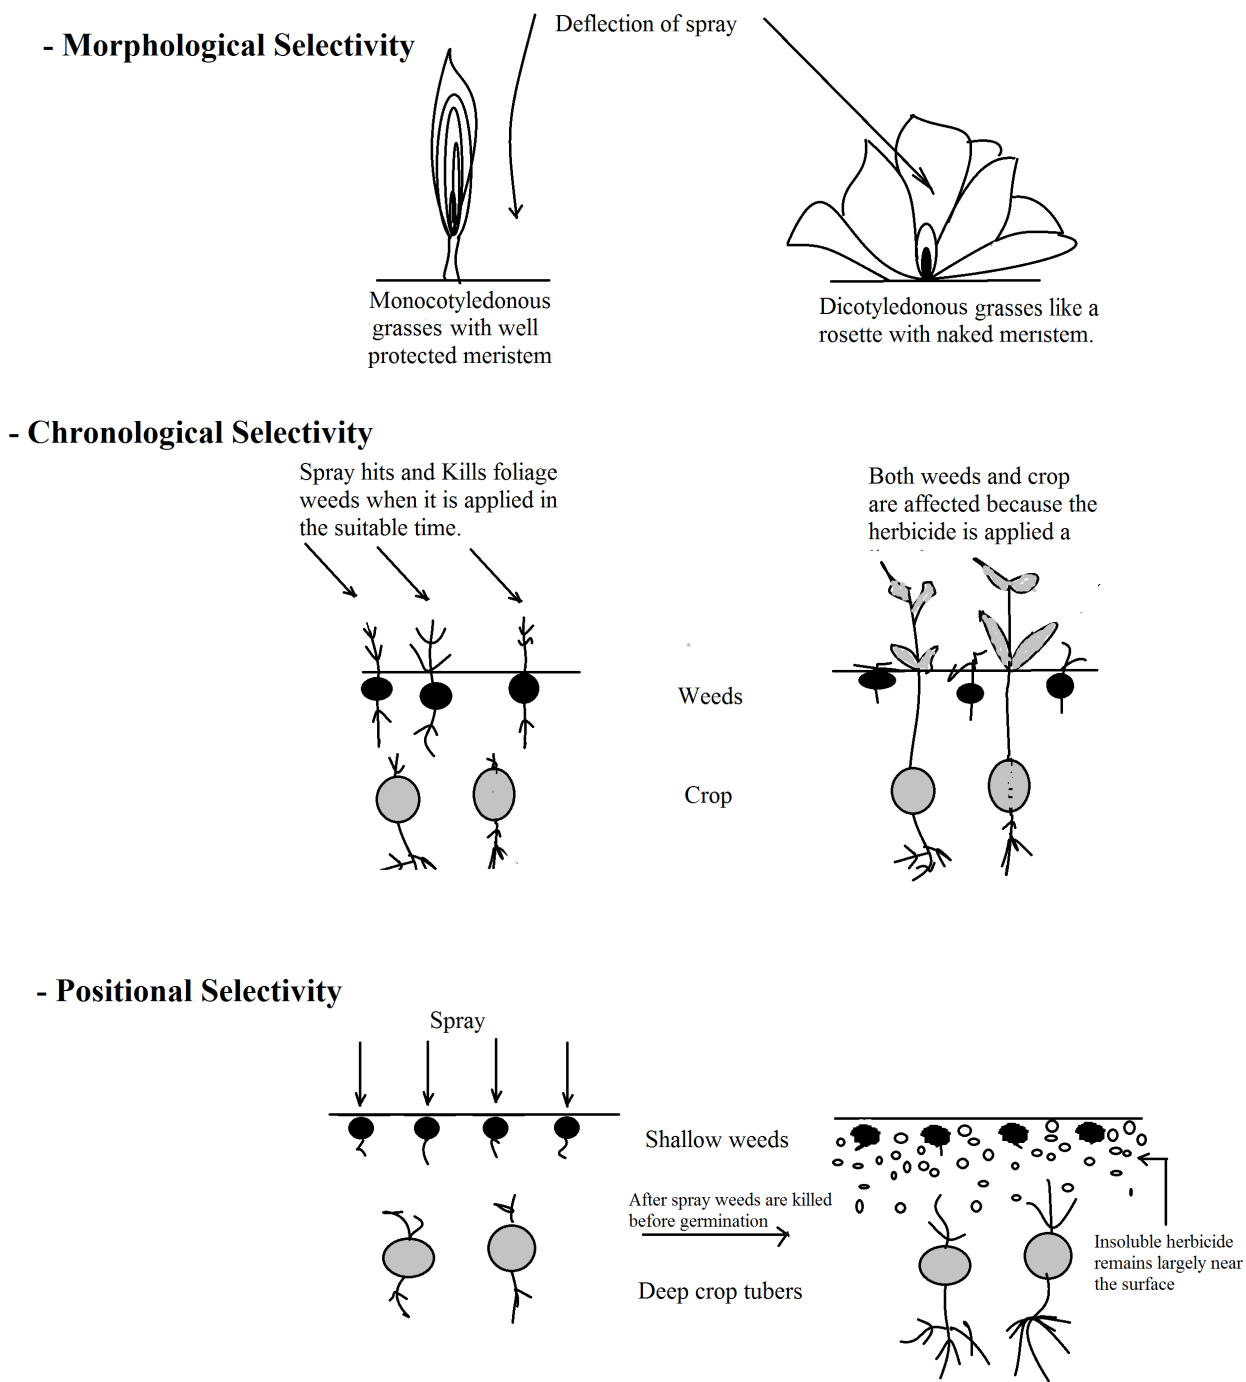 - Morphological Selectivity
Deflection of spray
Monocotyledonous
grasses with well
protected meristem
Dicotyledonous grasses like a
rosette with naked meristem.
- Chronological Selectivity
Spray hits and Kills foliage
weeds when it is applied in
the suitable time.
Both weeds and crop
are affected because the
herbicide is applied a
Weeds
Crop
- Positional Selectivity
Spray
Shallow weeds
After spray weeds are killed
before germination
Deep crop tubers
Insoluble herbicide
remains largely near
the surface